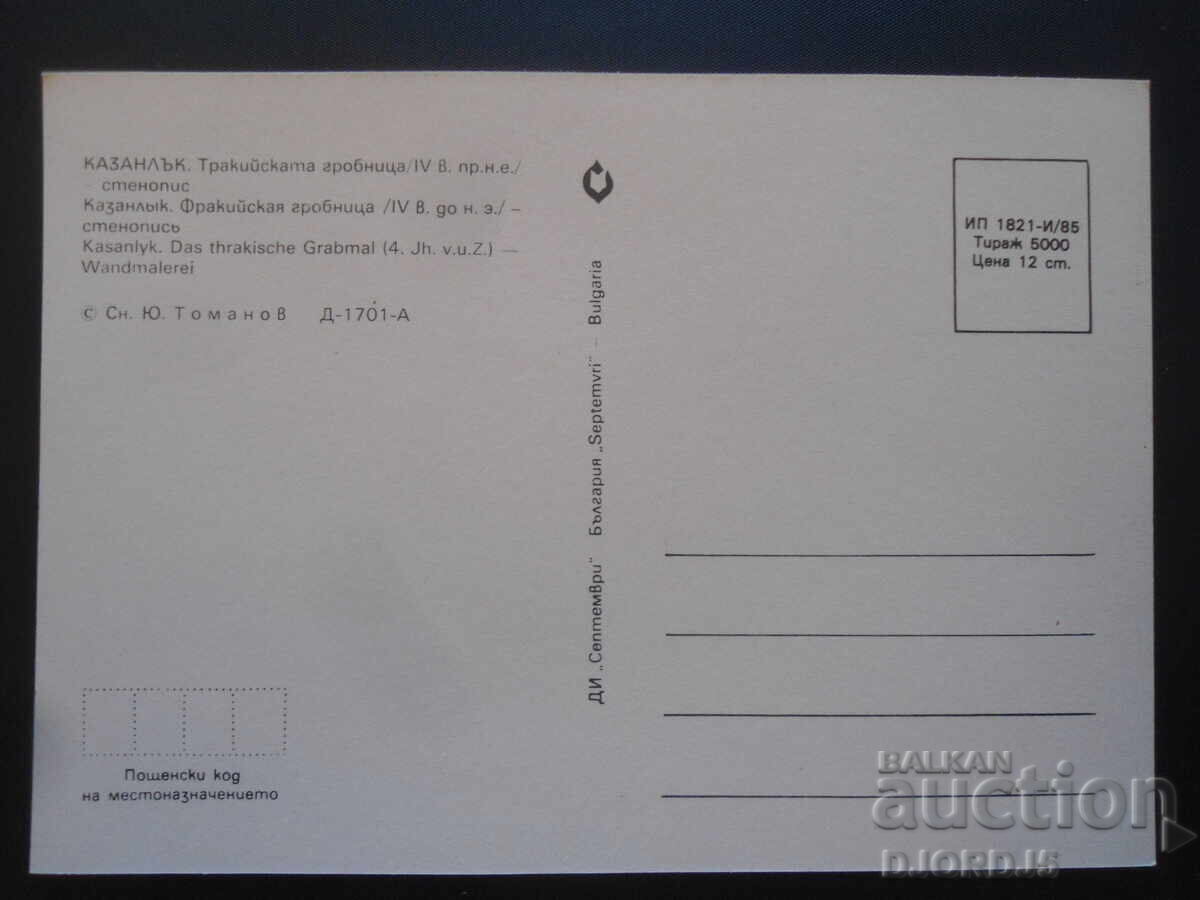 КАЗАНЛЪК. Тракийската гробница/IV в. пр.н.е./
- стенопис
Казанлык. Фракийская гробница /IV в. до н. э./ –
стенопись
Kasanlyk. Das thrakische Grabmal (4. Jh. v.u.Z.) —
Wandmalerei
© Сн. Ю. Томанов Д-1701-А
ДИ „Септември" България „Septemvri" – Bulgaria
ИП 1821-И/85
Тираж 5000
Цена 12 ст.
Пощенски код
на местоназначението
BALKAN
auction
DJORDJ5